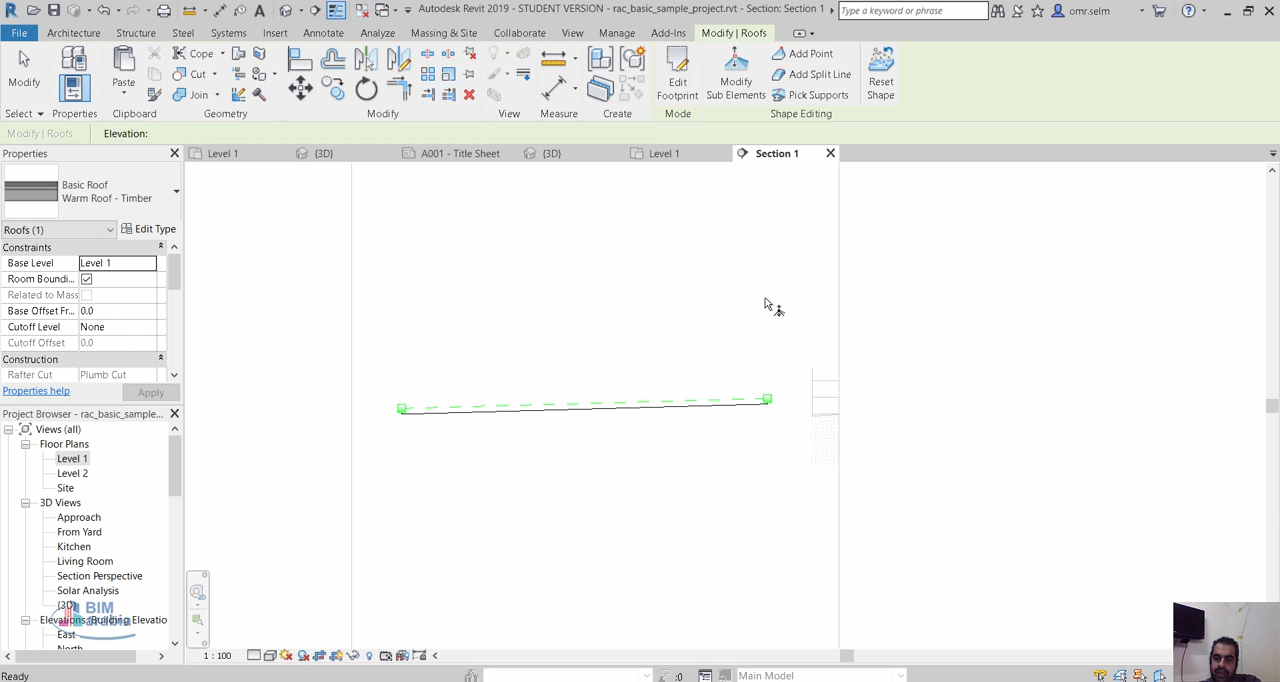 Autodesk Revit 2019 - STUDENT VERSION - rac_basic_sample_project.rvt - Section: Section 1
Type a keyword or phrase
omr.selm
File Architecture Structure Steel Systems Insert Annotate Analyze Massing & Site Collaborate View Manage Add-Ins Modify | Roofs
Modify
Paste
Cope
Cut
Join
Edit
Footprint
Modify
Sub Elements
Add Point
Add Split Line
Pick Supports
Reset
Shape
Select Properties Clipboard Geometry Modify View Measure Create Mode Shape Editing
Modify | Roofs Elevation:
Properties
Level 1 {3D} A001 - Title Sheet {3D} Level 1 Section 1
Basic Roof
Warm Roof - Timber
Roofs (1) Edit Type
Constraints
Base Level Level 1
Room Boundi...
Related to Mass
Base Offset Fr... 0.0
Cutoff Level None
Cutoff Offset 0.0
Construction
Rafter Cut Plumb Cut
Properties help Apply
Project Browser - rac_basic_sample...
Views (all)
Floor Plans
Level 1
Level 2
Site
3D Views
Approach
From Yard
Kitchen
Living Room
Section Perspective
Solar Analysis
{3D}
BIM
arabia
Elevations (Building Elevatio
East
North
1 : 100
Ready
:0
Main Model